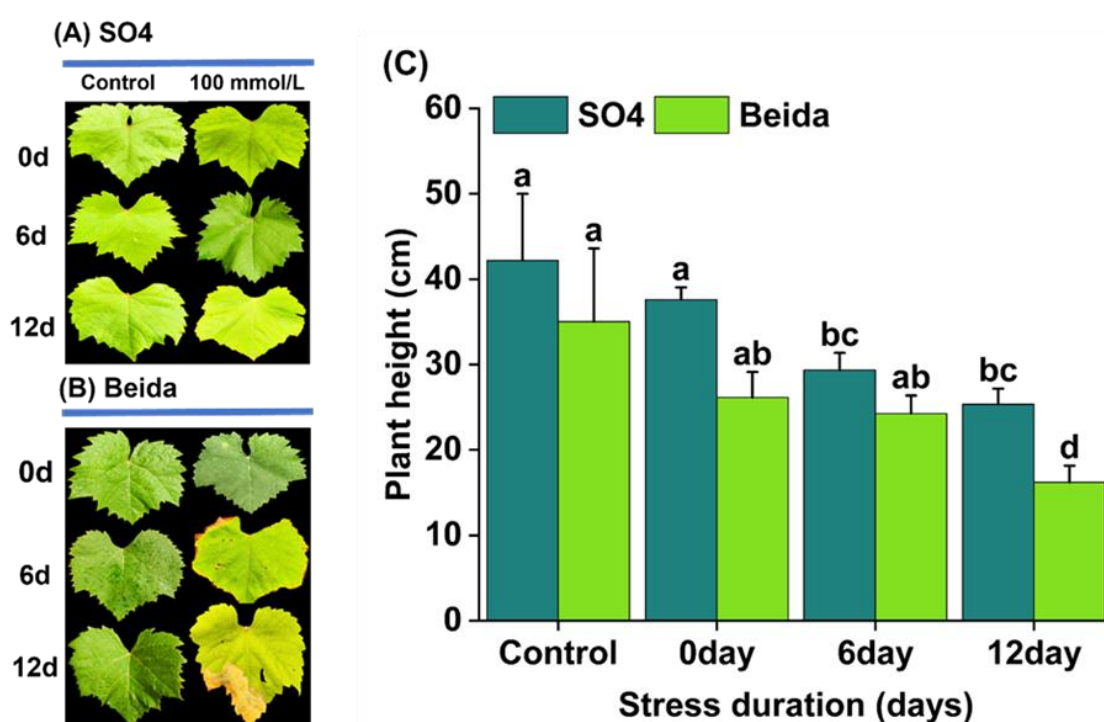 (A) SO4
Control 100 mmol/L
0d
6d
12d
(B) Beida
0d
6d
12d
(C)
SO4 Beida
60
50
40
30
20
10
0
Plant height (cm)
a
a
a
ab
bc
ab
bc
d
Control 0day 6day 12day
Stress duration (days)